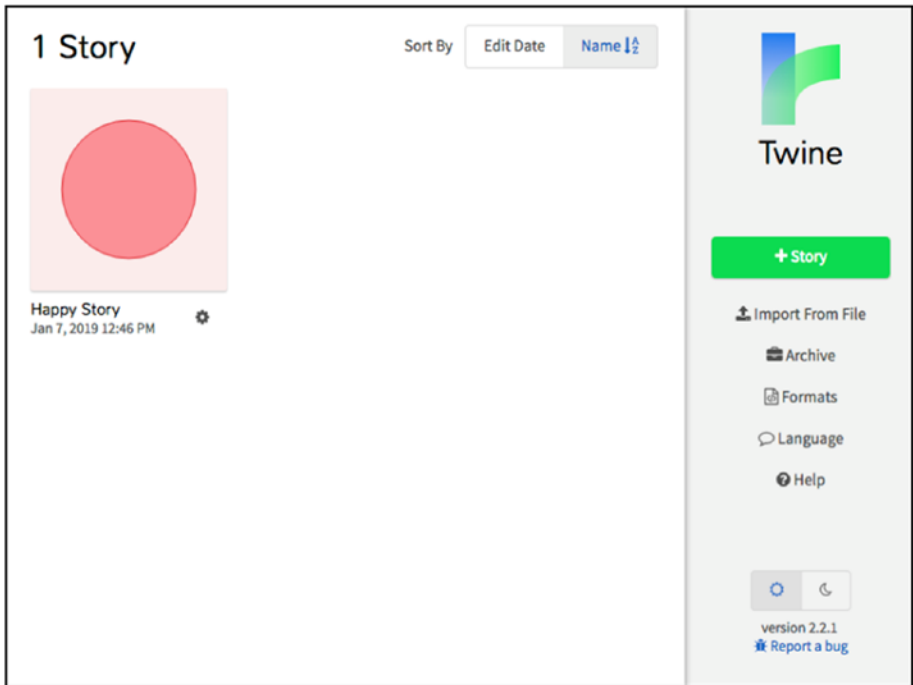 1 Story
Sort By Edit Date Name
Happy Story
Jan 7, 2019 12:46 PM
Twine
+ Story
Import From File
Archive
Formats
Language
Help
version 2.2.1
Report a bug